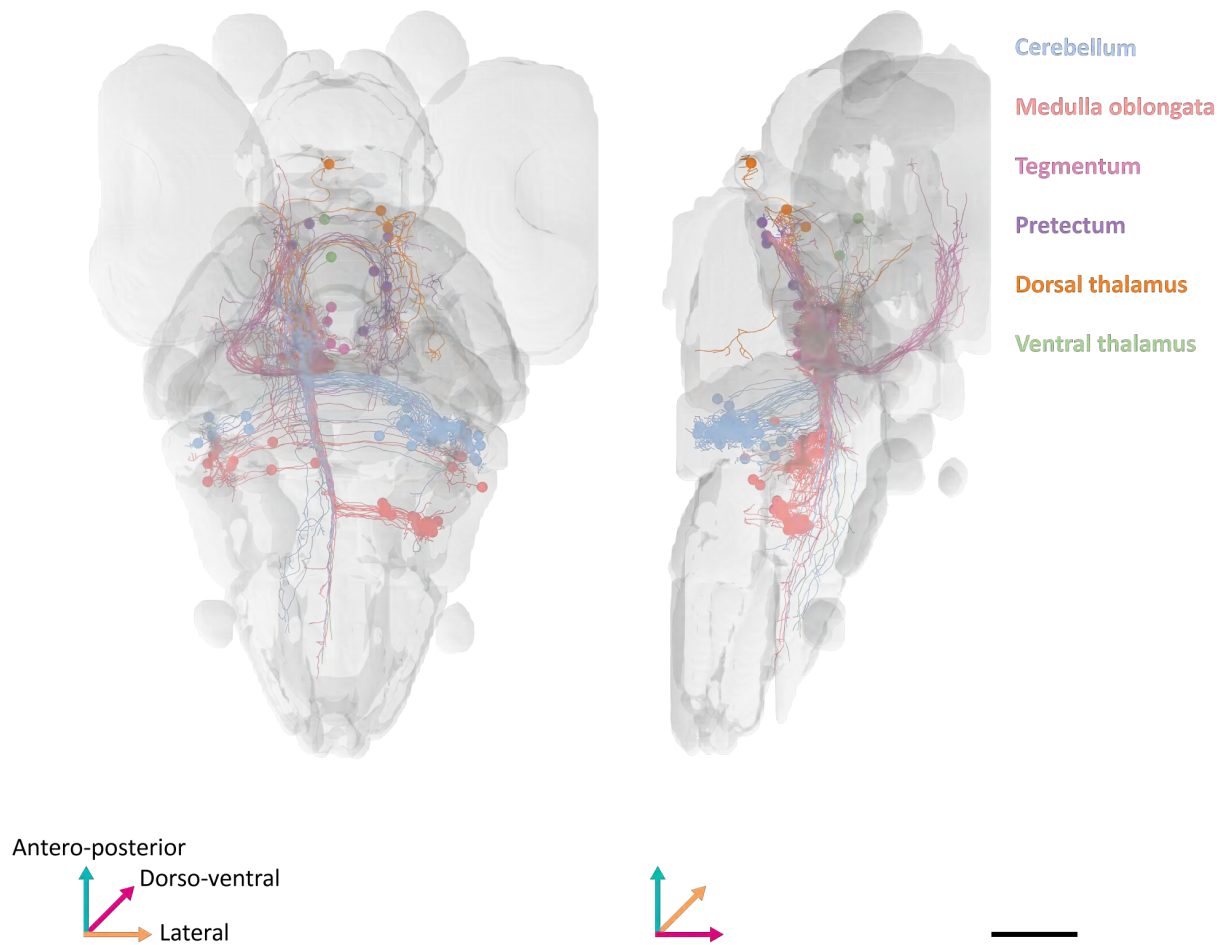 Cerebellum
Medulla oblongata
Tegmentum
Pretectum
Dorsal thalamus
Ventral thalamus
Antero-posterior
Dorso-ventral
Lateral